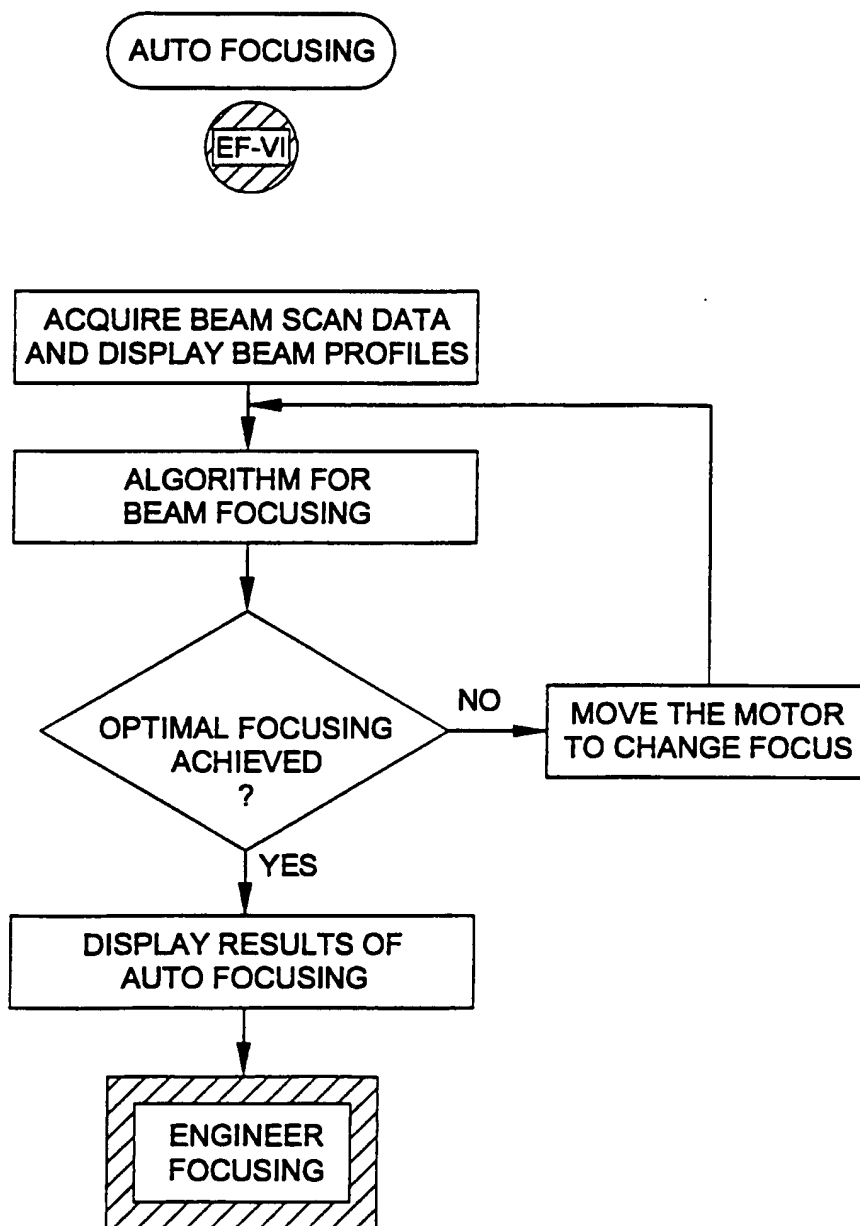 AUTO FOCUSING
EF-VI
ACQUIRE BEAM SCAN DATA
AND DISPLAY BEAM PROFILES
ALGORITHM FOR
BEAM FOCUSING
OPTIMAL FOCUSING
ACHIEVED
?
NO
MOVE THE MOTOR
TO CHANGE FOCUS
YES
DISPLAY RESULTS OF
AUTO FOCUSING
ENGINEER
FOCUSING